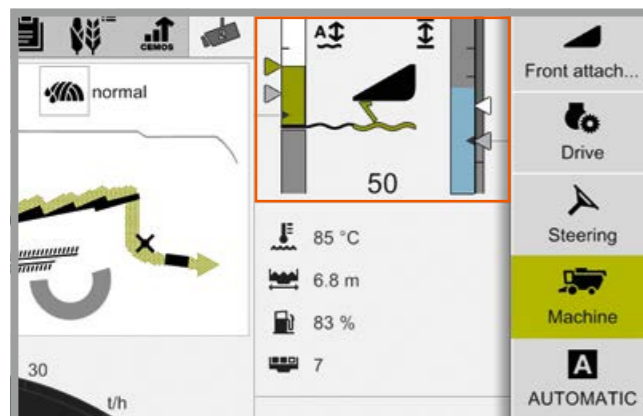 CEMOS
A
Front attach...
normal
Drive
50
Steering
85 °C
6.8 m
Machine
83 %
7
30
t/h
A
AUTOMATIC